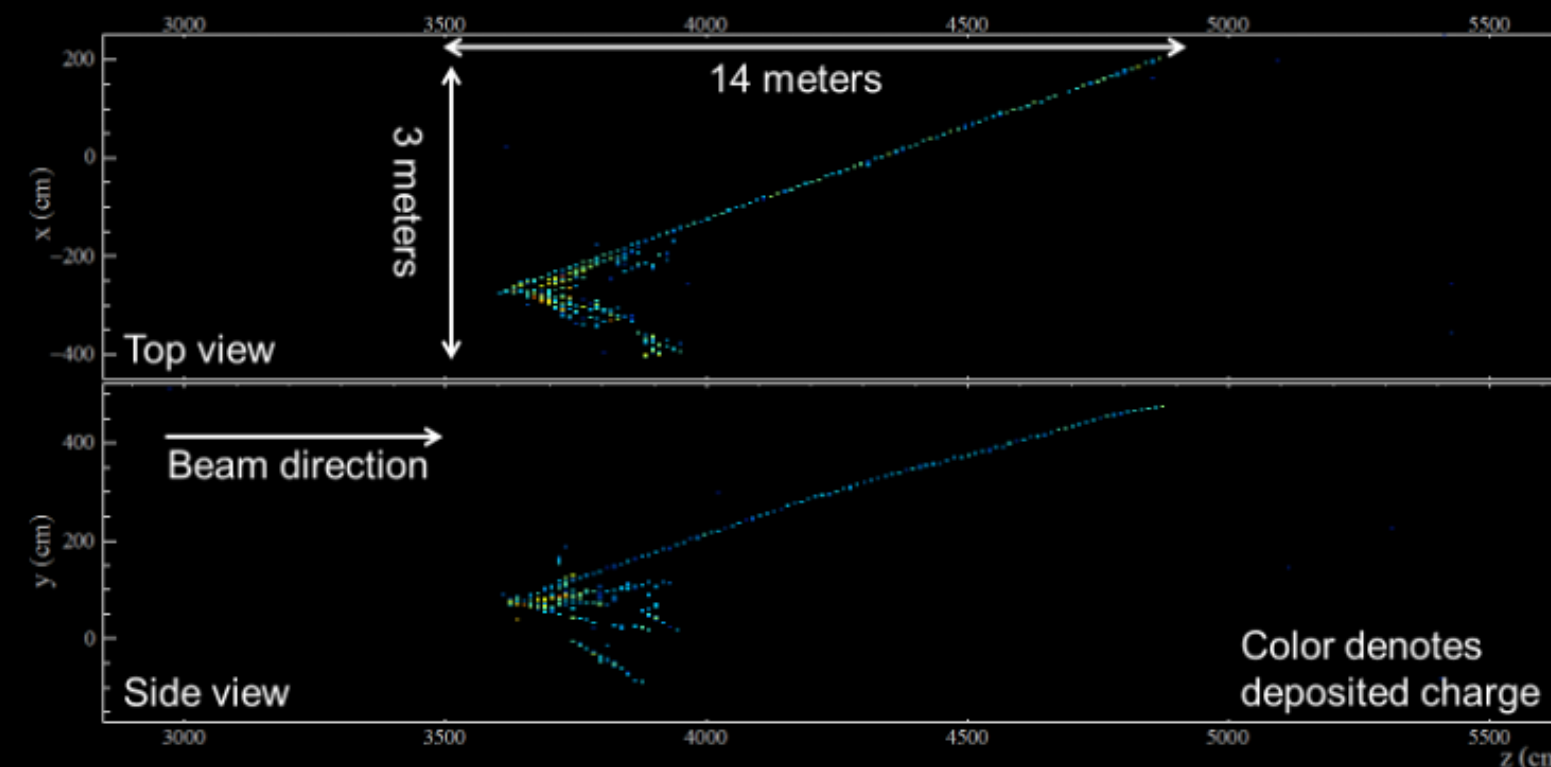 3000 3500 4000 4500 5000 5500
200
0
−200
−400
x (cm)
14 meters
3 meters
Top view
400
200
0
y (cm)
Beam direction
Side view
Color denotes
deposited charge
3000 3500 4000 4500 5000 5500
z (cm